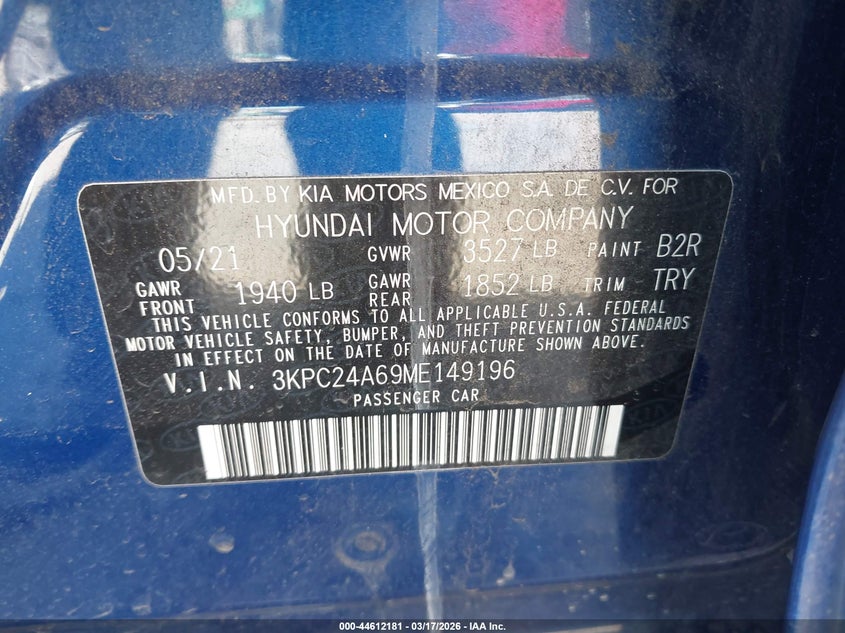 MFD. BY KIA MOTORS MEXICO S.A. DE C.V. FOR
HYUNDAI MOTOR COMPANY
05/21 GVWR 3527 LB PAINT B2R
GAWR FRONT 1940 LB GAWR REAR 1852 LB TRIM TRY
THIS VEHICLE CONFORMS TO ALL APPLICABLE U.S.A. FEDERAL
MOTOR VEHICLE SAFETY, BUMPER, AND THEFT PREVENTION STANDARDS
IN EFFECT ON THE DATE OF MANUFACTURE SHOWN ABOVE.
V.I.N. 3KPC24A69ME149196
PASSENGER CAR
000-44612181 - 03/17/2026 - IAA Inc.